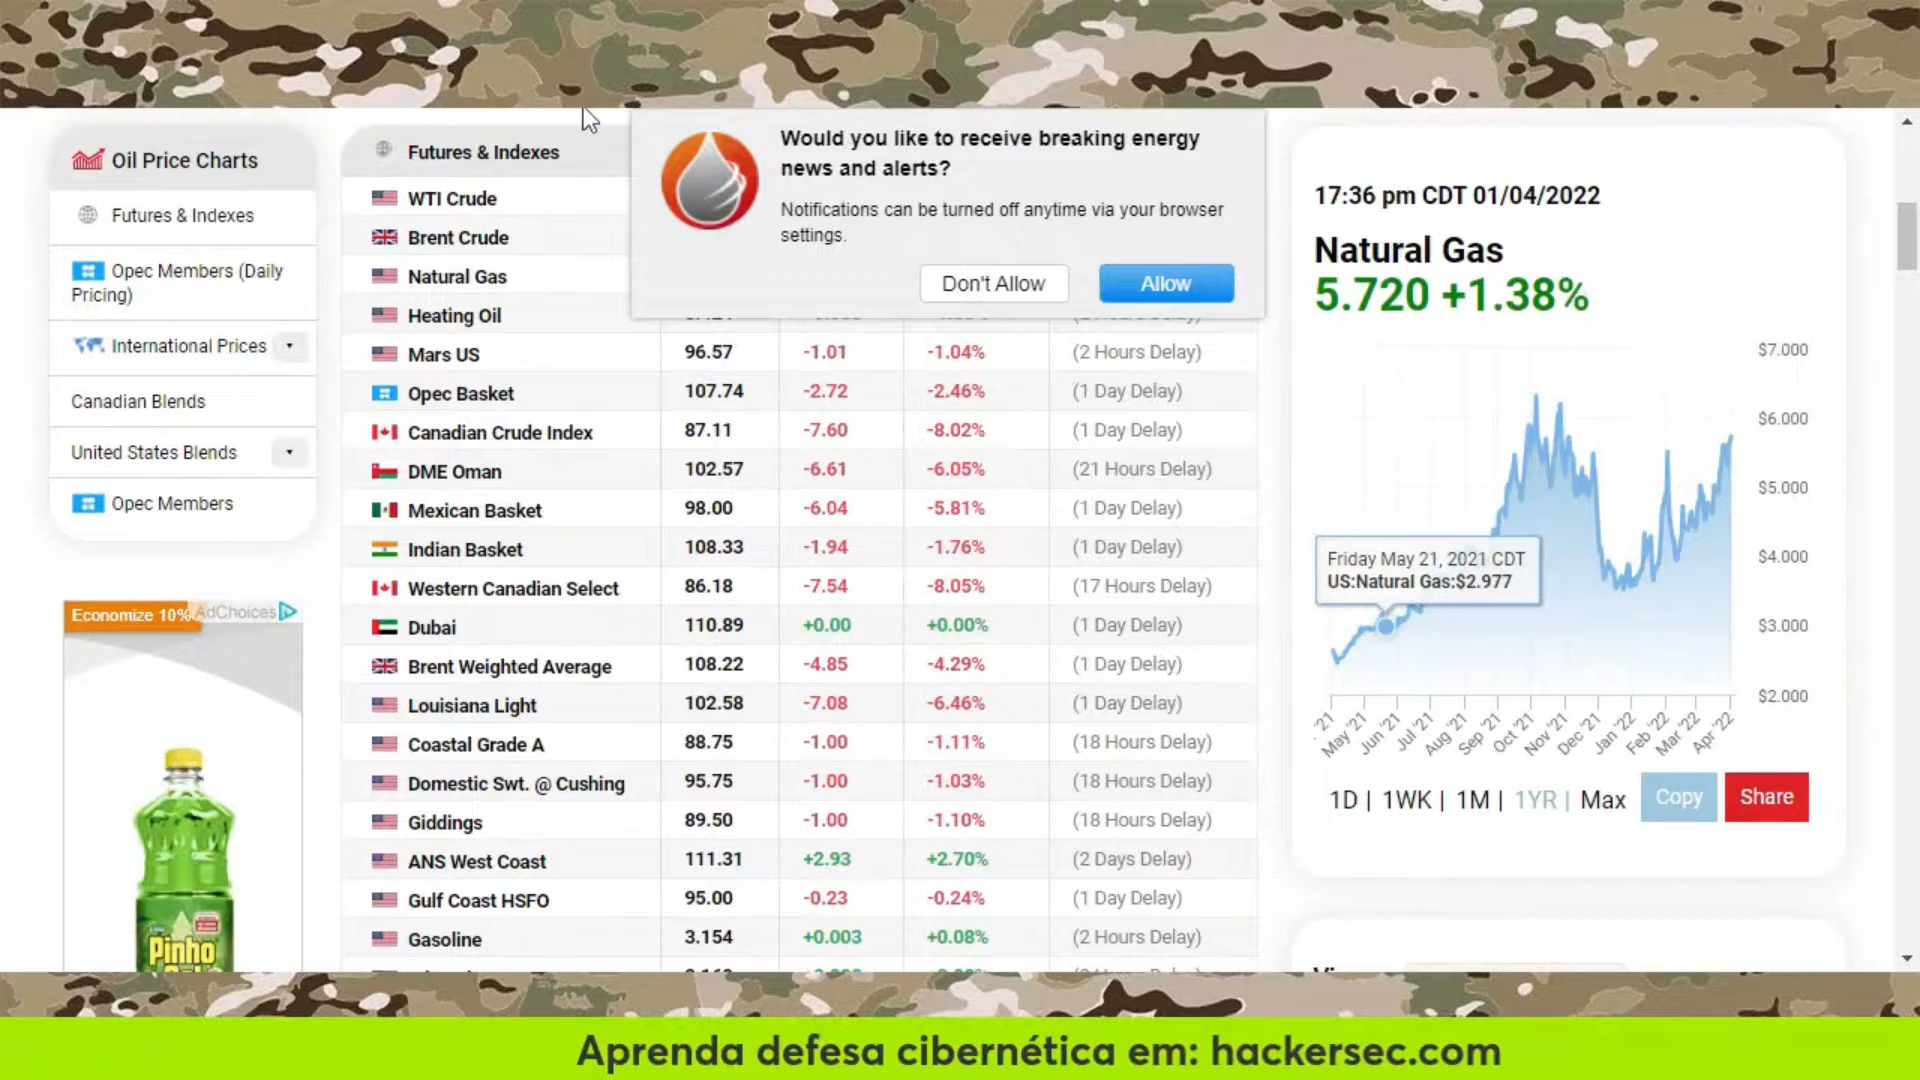 Oil Price Charts
Futures & Indexes
Opec Members (Daily
Pricing)
International Prices
Canadian Blends
United States Blends
Opec Members
Economize 10%
AdChoices
Pinho
Futures & Indexes
WTI Crude
Brent Crude
Natural Gas
Heating Oil
Mars US 96.57 -1.01 -1.04% (2 Hours Delay)
Opec Basket 107.74 -2.72 -2.46% (1 Day Delay)
Canadian Crude Index 87.11 -7.60 -8.02% (1 Day Delay)
DME Oman 102.57 -6.61 -6.05% (21 Hours Delay)
Mexican Basket 98.00 -6.04 -5.81% (1 Day Delay)
Indian Basket 108.33 -1.94 -1.76% (1 Day Delay)
Western Canadian Select 86.18 -7.54 -8.05% (17 Hours Delay)
Dubai 110.89 +0.00 +0.00% (1 Day Delay)
Brent Weighted Average 108.22 -4.85 -4.29% (1 Day Delay)
Louisiana Light 102.58 -7.08 -6.46% (1 Day Delay)
Coastal Grade A 88.75 -1.00 -1.11% (18 Hours Delay)
Domestic Swt. @ Cushing 95.75 -1.00 -1.03% (18 Hours Delay)
Giddings 89.50 -1.00 -1.10% (18 Hours Delay)
ANS West Coast 111.31 +2.93 +2.70% (2 Days Delay)
Gulf Coast HSFO 95.00 -0.23 -0.24% (1 Day Delay)
Gasoline 3.154 +0.003 +0.08% (2 Hours Delay)
Would you like to receive breaking energy
news and alerts?
Notifications can be turned off anytime via your browser
settings.
Don't Allow Allow
17:36 pm CDT 01/04/2022
Natural Gas
5.720 +1.38%
$7.000
$6.000
$5.000
$4.000
$3.000
$2.000
Friday May 21, 2021 CDT
US:Natural Gas:$2.977
'21 May '21 Jun '21 Jul '21 Aug '21 Sep '21 Oct '21 Nov '21 Dec '21 Jan '22 Feb '22 Mar '22 Apr '22
1D | 1WK | 1M | 1YR | Max Copy Share
Aprenda defesa cibernética em: hackersec.com